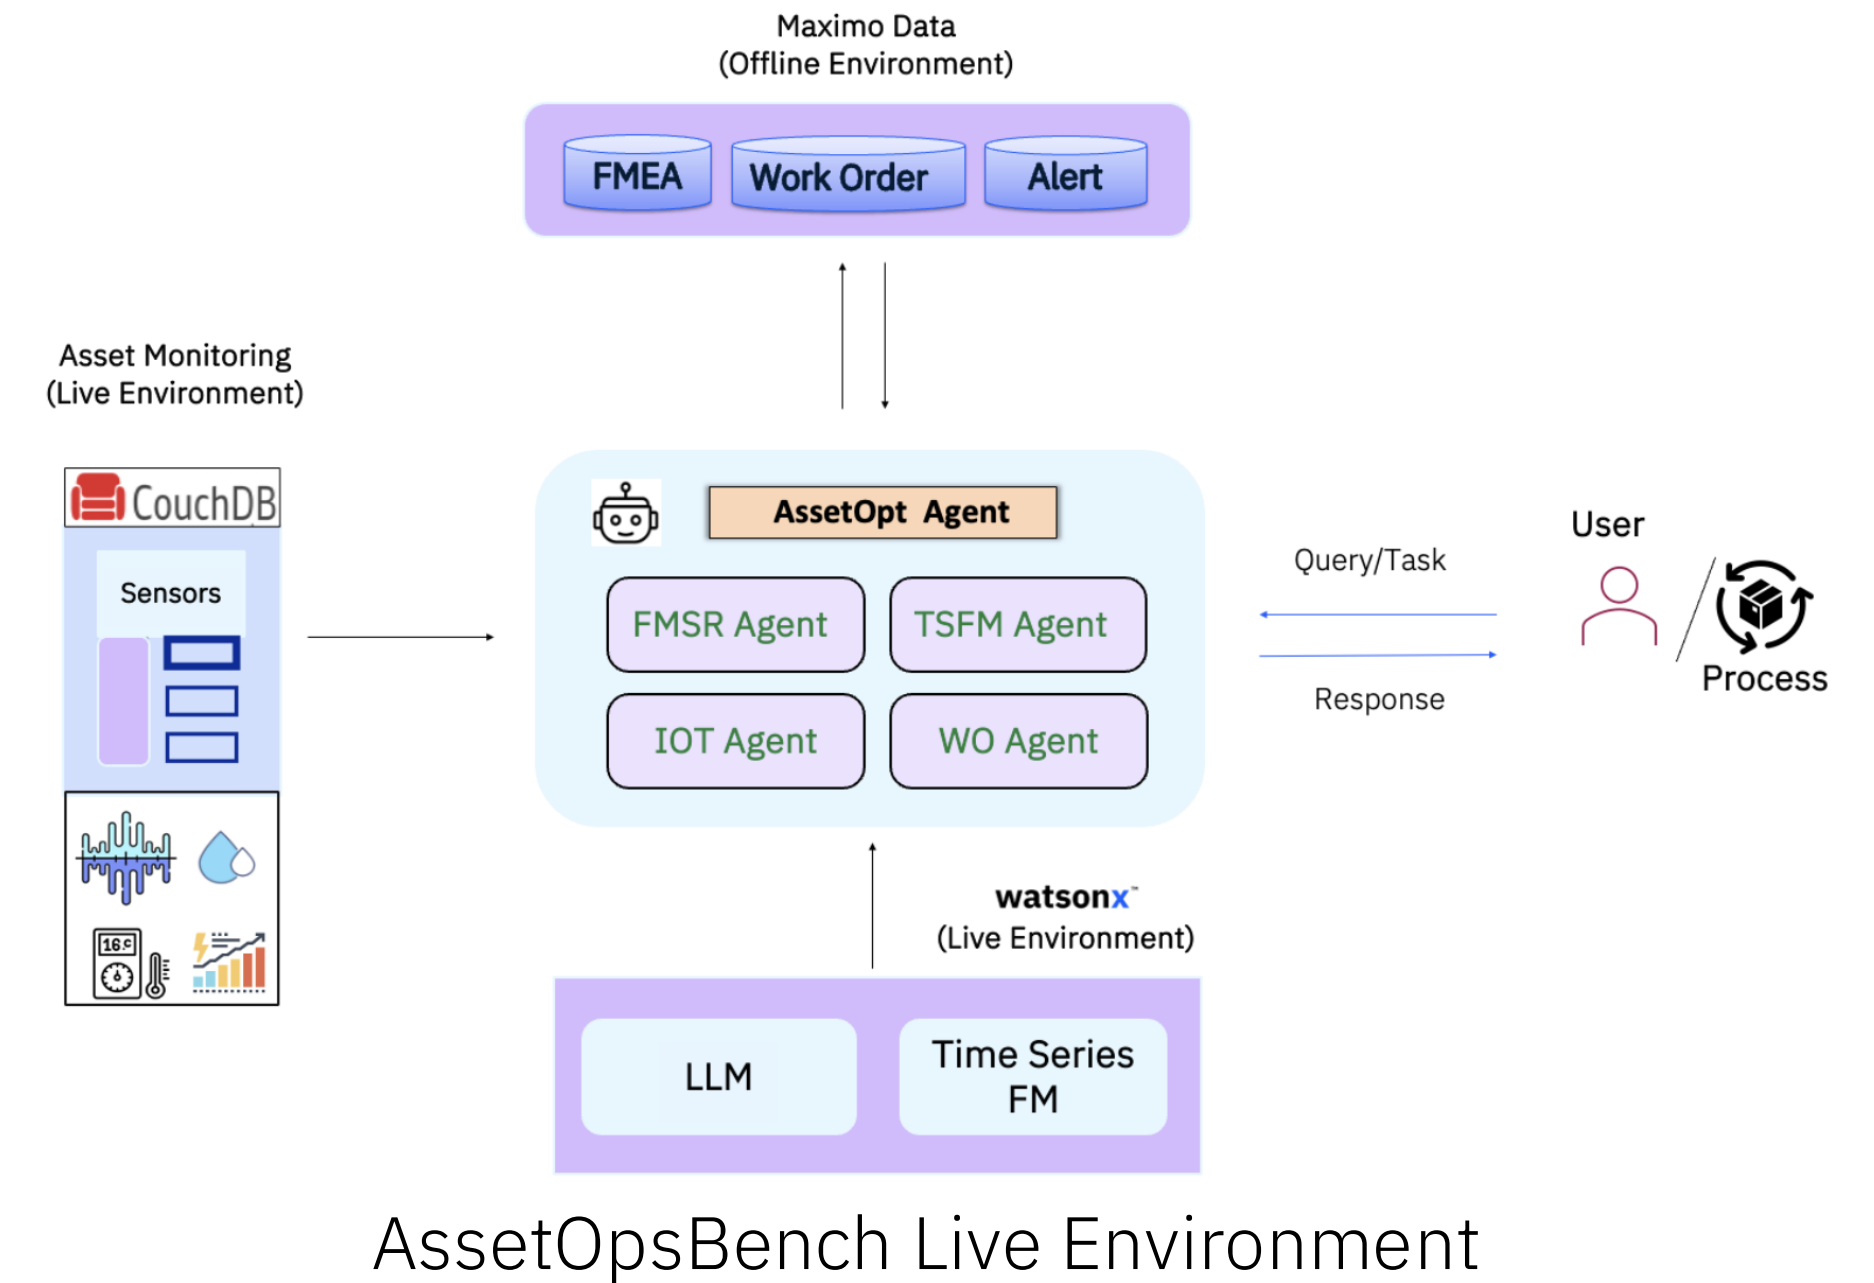 Maximo Data
(Offline Environment)
FMEA
Work Order
Alert
Asset Monitoring
(Live Environment)
CouchDB
Sensors
16°C
AssetOpt Agent
FMSR Agent
TSFM Agent
IOT Agent
WO Agent
Query/Task
Response
User
Process
watsonx™
(Live Environment)
LLM
Time Series
FM
AssetOpsBench Live Environment